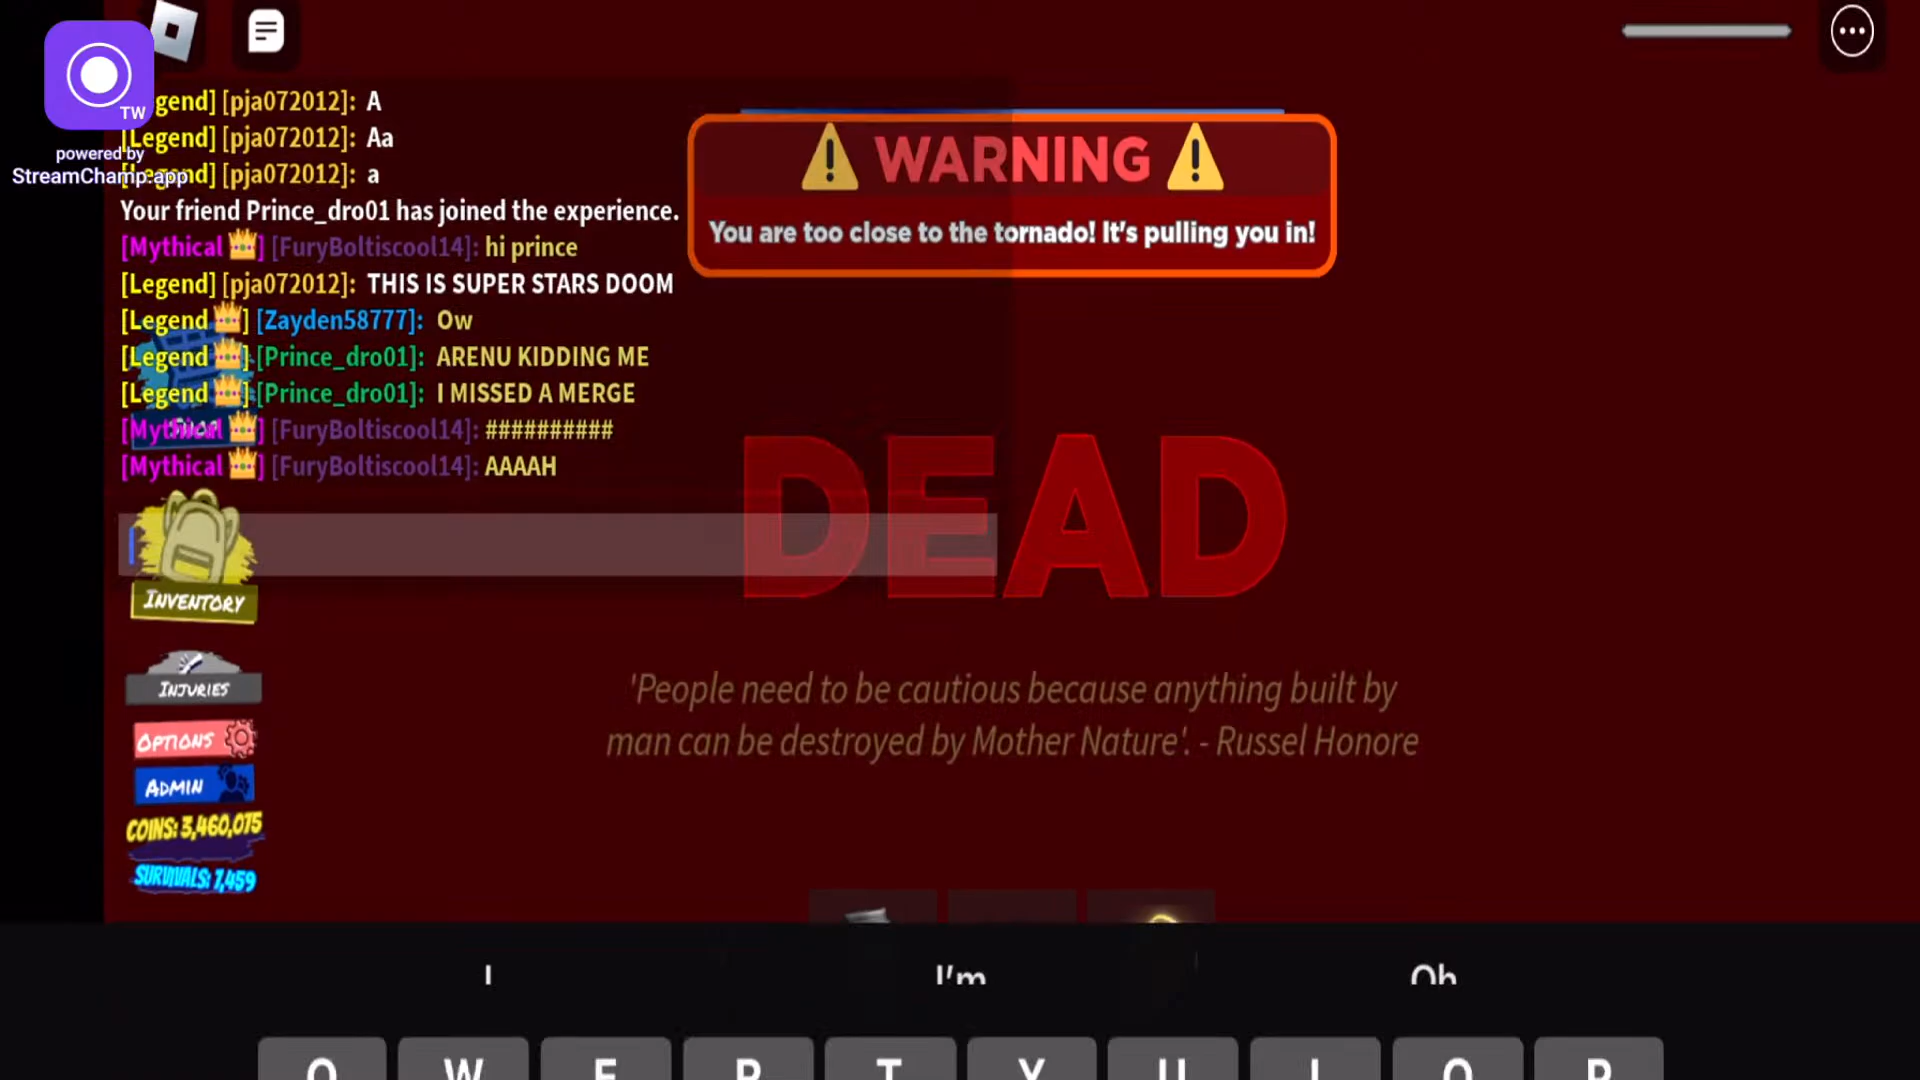 TW
powered by
StreamChamp.app
gend] [pja072012]: A
[Legend] [pja072012]: Aa
gend] [pja072012]: a
Your friend Prince_dro01 has joined the experience.
[Mythical 👑] [FuryBoltiscool14]: hi prince
[Legend] [pja072012]: THIS IS SUPER STARS DOOM
[Legend 👑] [Zayden58777]: Ow
[Legend 👑] [Prince_dro01]: ARENU KIDDING ME
[Legend 👑] [Prince_dro01]: I MISSED A MERGE
[Mythical 👑] [FuryBoltiscool14]: ##########
[Mythical 👑] [FuryBoltiscool14]: AAAAH
⚠ WARNING ⚠
You are too close to the tornado! It's pulling you in!
DEAD
'People need to be cautious because anything built by
man can be destroyed by Mother Nature'. - Russel Honore
INVENTORY
INJURIES
OPTIONS
ADMIN
COINS: 3,460,075
SURVIVALS: 7,459
I I'm Oh
Q W E R T Y U I O P